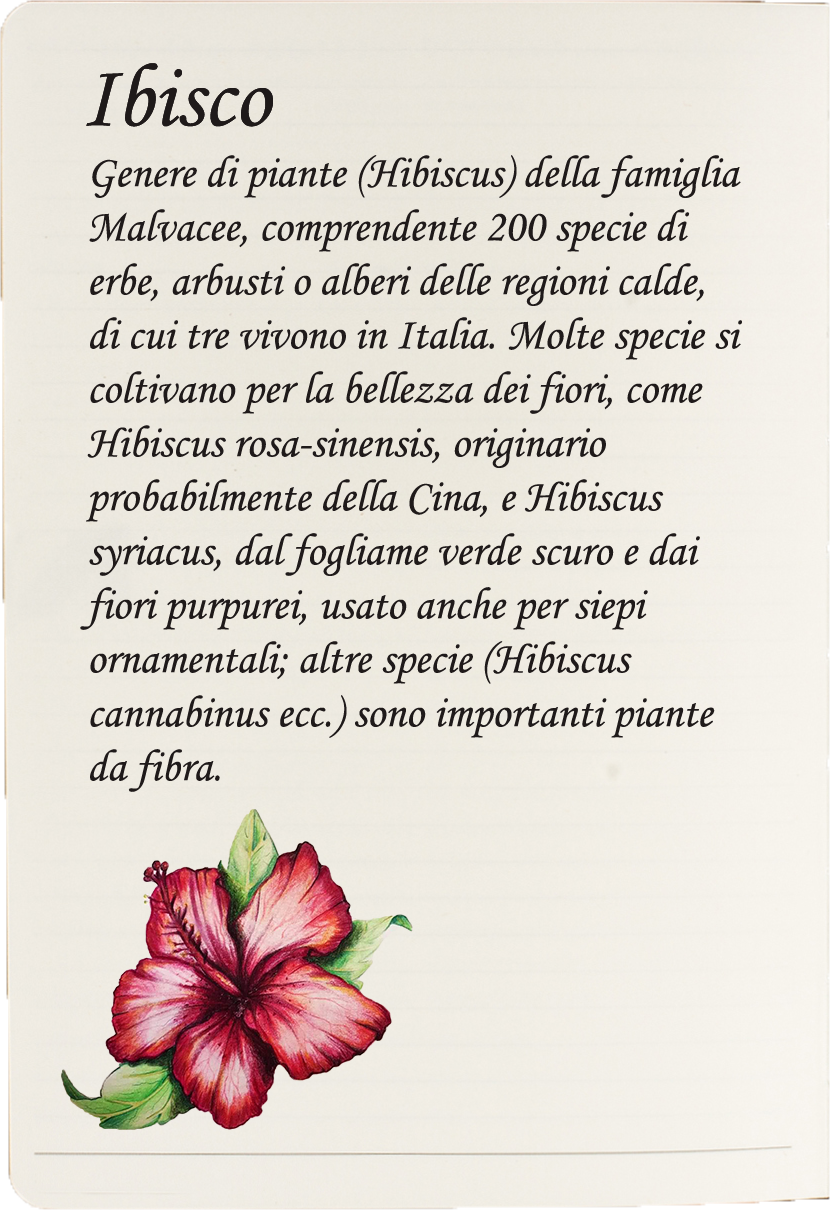 Ibisco
Genere di piante (Hibiscus) della famiglia
Malvacee, comprendente 200 specie di
erbe, arbusti o alberi delle regioni calde,
di cui tre vivono in Italia. Molte specie si
coltivano per la bellezza dei fiori, come
Hibiscus rosa-sinensis, originario
probabilmente della Cina, e Hibiscus
syriacus, dal fogliame verde scuro e dai
fiori purpurei, usato anche per siepi
ornamentali; altre specie (Hibiscus
cannabinus ecc.) sono importanti piante
da fibra.